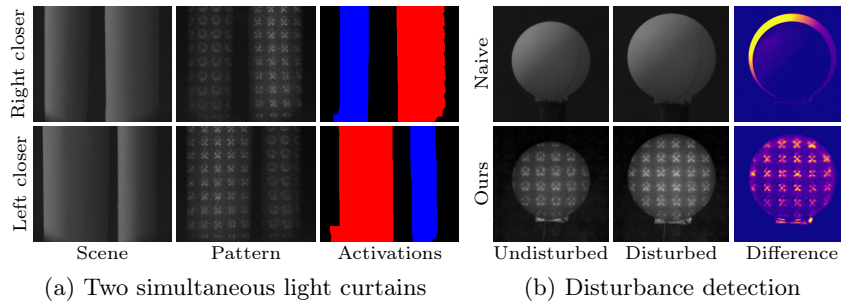 Right closer
Left closer
Scene Pattern Activations
(a) Two simultaneous light curtains
Naive
Ours
Undisturbed Disturbed Difference
(b) Disturbance detection